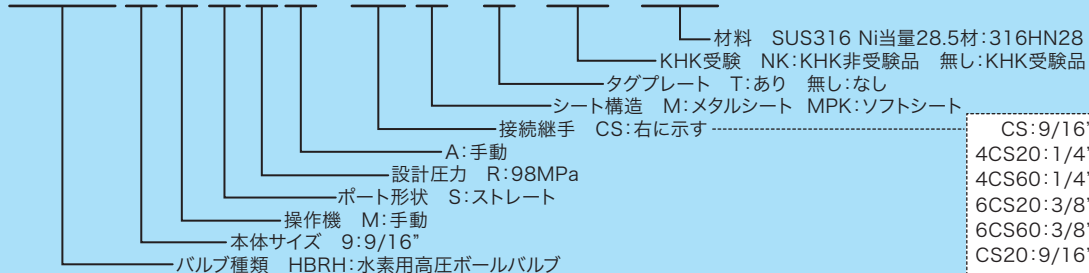 材料 SUS316 Ni当量28.5材：316HN28
KHK受験 NK：KHK非受験品 無し：KHK受験品
タグプレート T：あり 無し：なし
シート構造 M：メタルシート MPK：ソフトシート
接続継手 CS：右に示す
A：手動
設計圧力 R：98MPa
ポート形状 S：ストレート
操作機 M：手動
本体サイズ 9：9/16”
バルブ種類 HBRH：水素用高圧ボールバルブ
CS：9/16”
4CS20：1/4”
4CS60：1/4”
6CS20：3/8”
6CS60：3/8”
CS20：9/16”